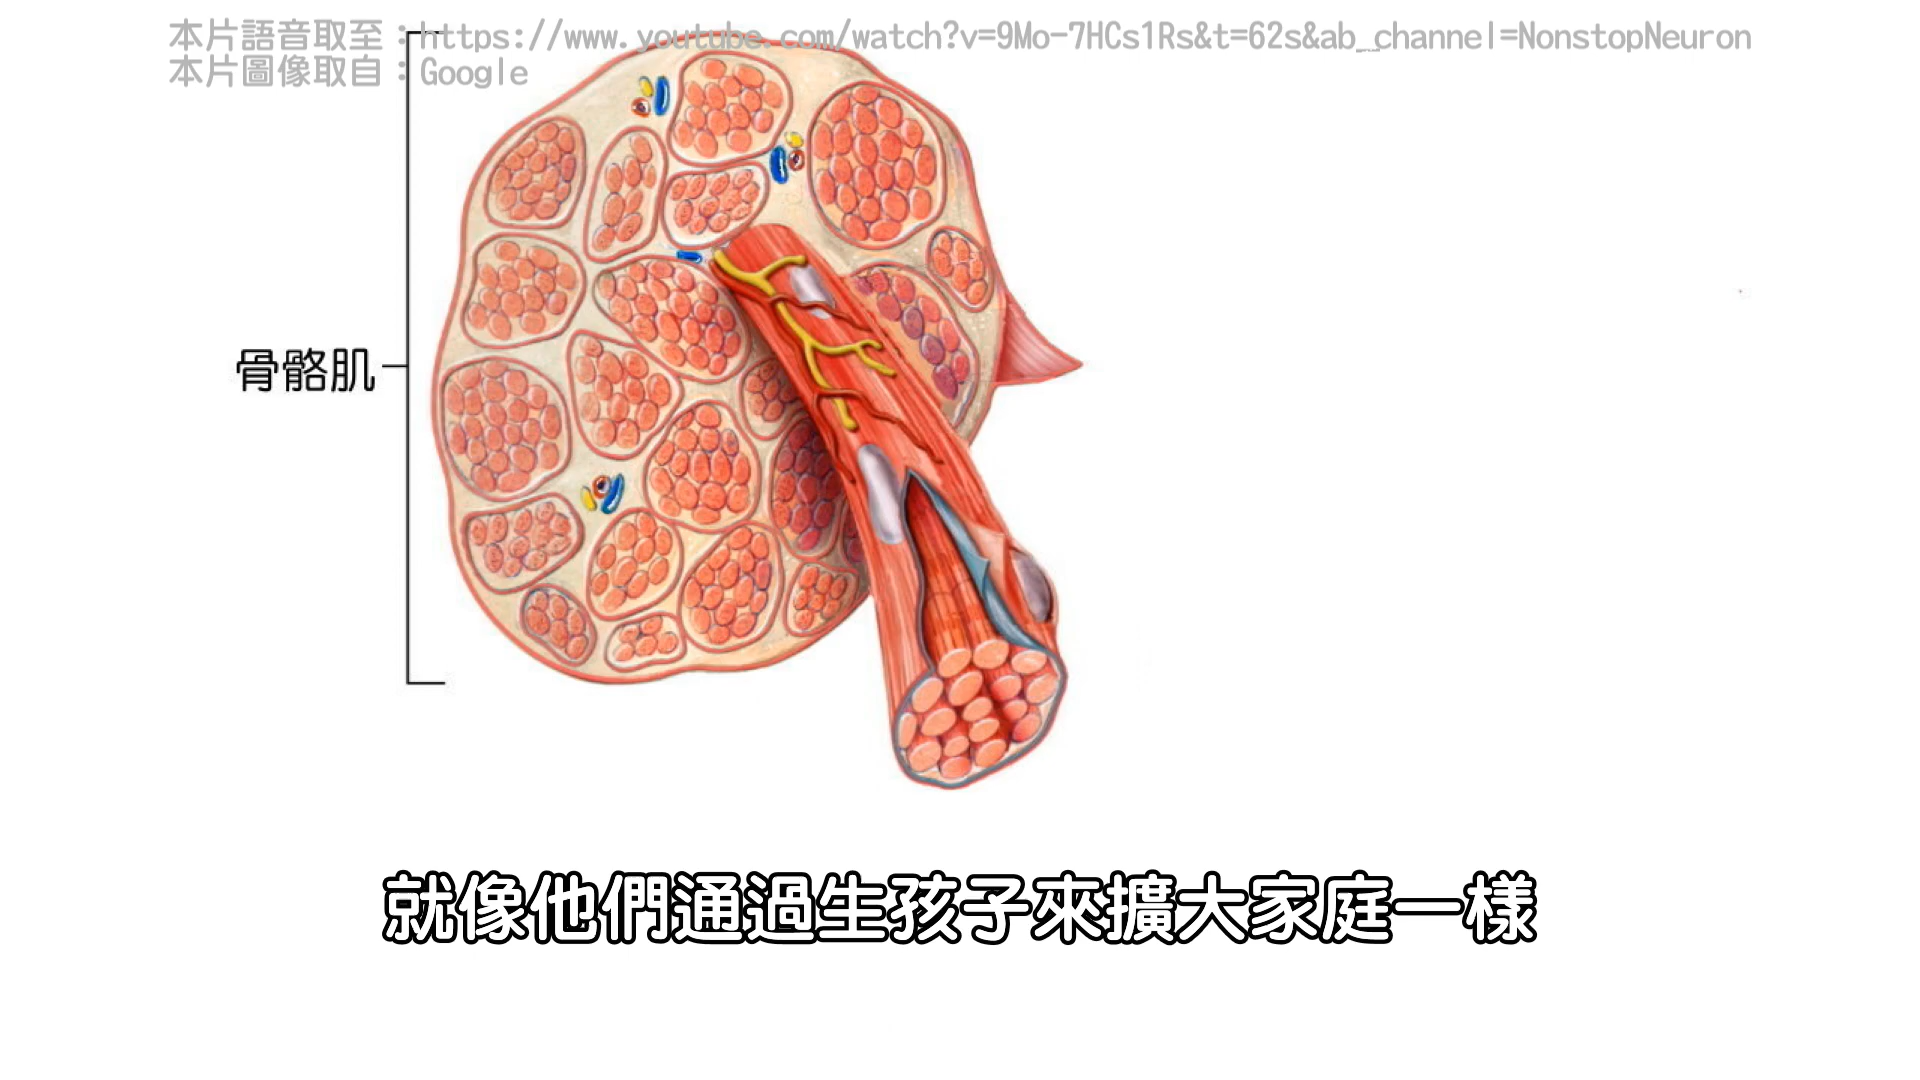 本片語音取至：https://www.youtube.com/watch?v=9Mo-7HCs1Rs&t=62s&ab_channel=NonstopNeuron
本片圖像取自：Google
骨骼肌
就像他們通過生孩子來擴大家庭一樣